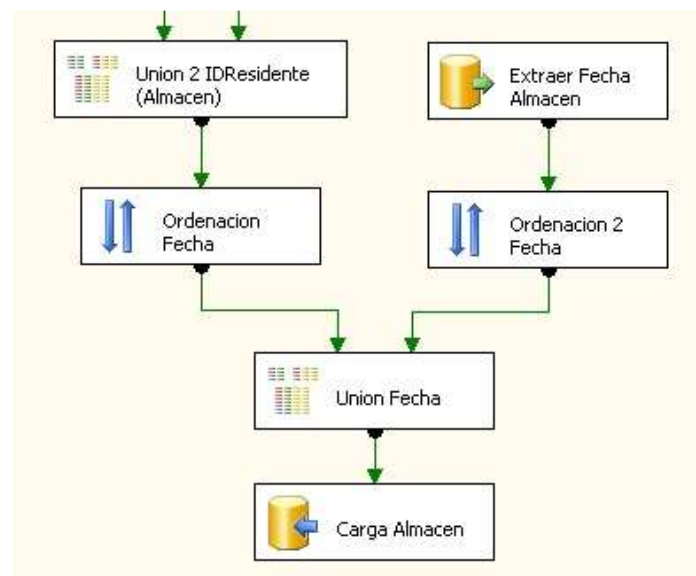 Union 2 IDResidente
(Almacen)
Extraer Fecha
Almacen
Ordenacion
Fecha
Ordenacion 2
Fecha
Union Fecha
Carga Almacen